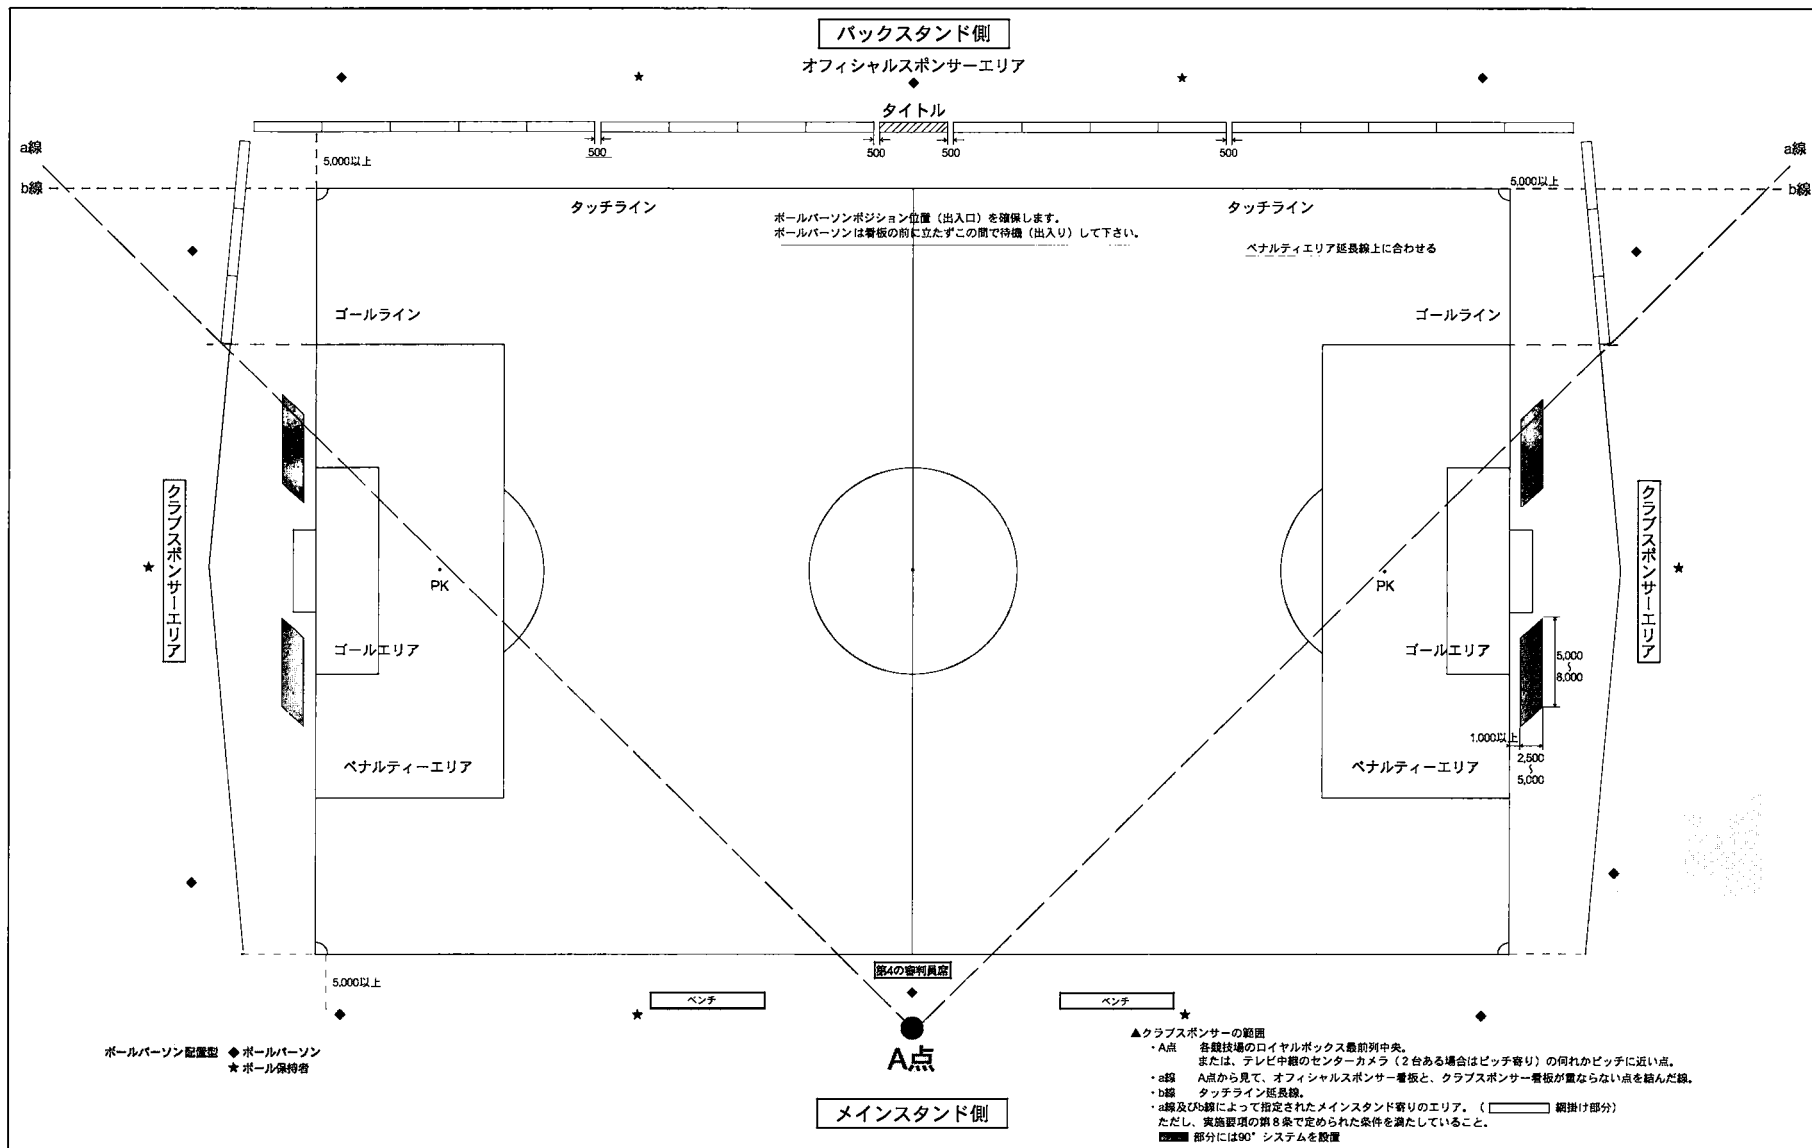 バックスタンド側
オフィシャルスポンサーエリア
タイトル
a線
a線
500
500
500
500
5,000以上
b線
5,000以上
b線
タッチライン
タッチライン
ボールパーソンポジション位置（出入口）を確保します。
ボールパーソンは看板の前に立たずこの間で待機（出入り）して下さい。
ペナルティエリア延長線上に合わせる
ゴールライン
ゴールライン
クラブスポンサーエリア
クラブスポンサーエリア
PK
PK
ゴールエリア
ゴールエリア
5,000
〜
8,000
1,000以上
2,500
〜
5,000
ペナルティーエリア
ペナルティーエリア
第4の審判員席
5,000以上
ベンチ
ベンチ
A点
メインスタンド側
ボールパーソン配置型 ◆ボールパーソン
★ボール保持者
▲クラブスポンサーの範囲
・A点 各競技場のロイヤルボックス最前列中央。
または、テレビ中継のセンターカメラ（2台ある場合はピッチ寄り）の何れかピッチに近い点。
・a線 A点から見て、オフィシャルスポンサー看板と、クラブスポンサー看板が重ならない点を結んだ線。
・b線 タッチライン延長線。
・a線及びb線によって指定されたメインスタンド寄りのエリア。（ 網掛け部分）
ただし、実施要項の第8条で定められた条件を満たしていること。
部分には90°システムを設置